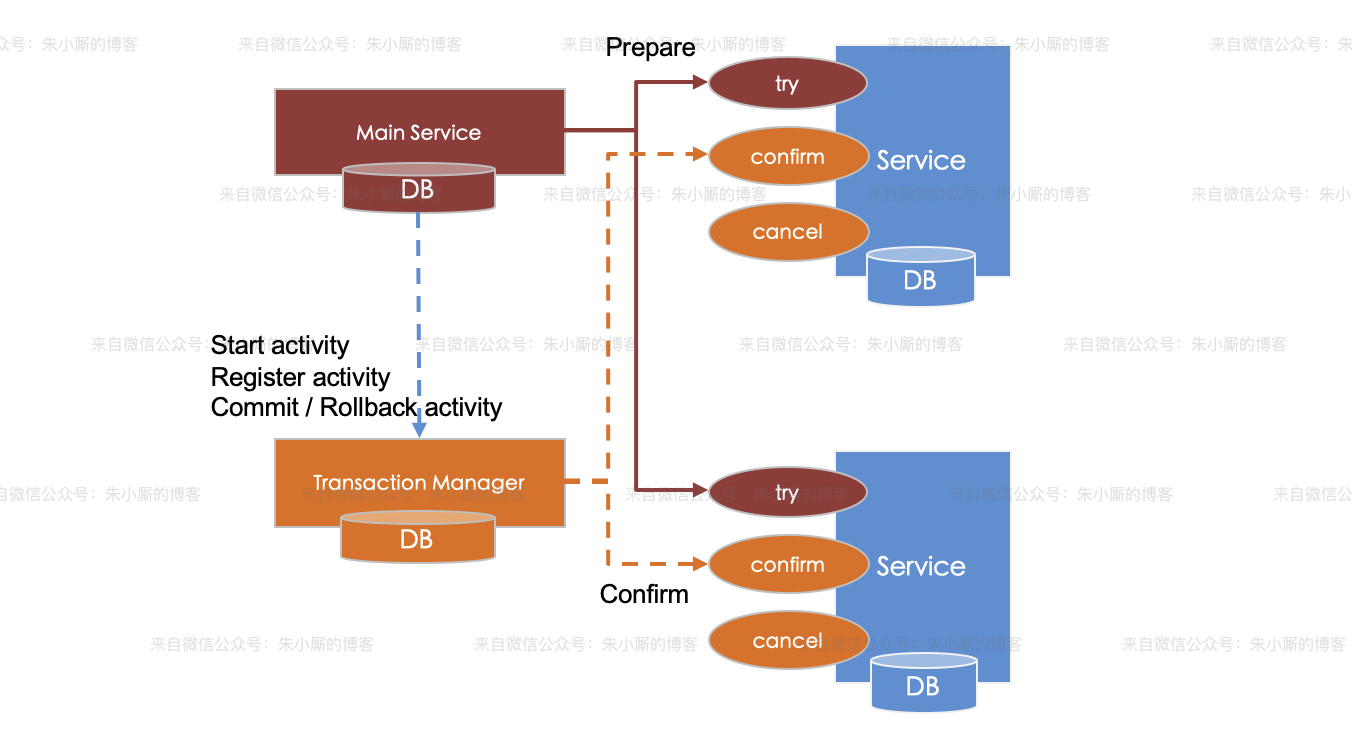 Prepare
try
Main Service
confirm
Service
DB
cancel
DB
Start activity
Register activity
Commit / Rollback activity
Transaction Manager
try
DB
confirm
Service
Confirm
cancel
DB
来自微信公众号：朱小厮的博客